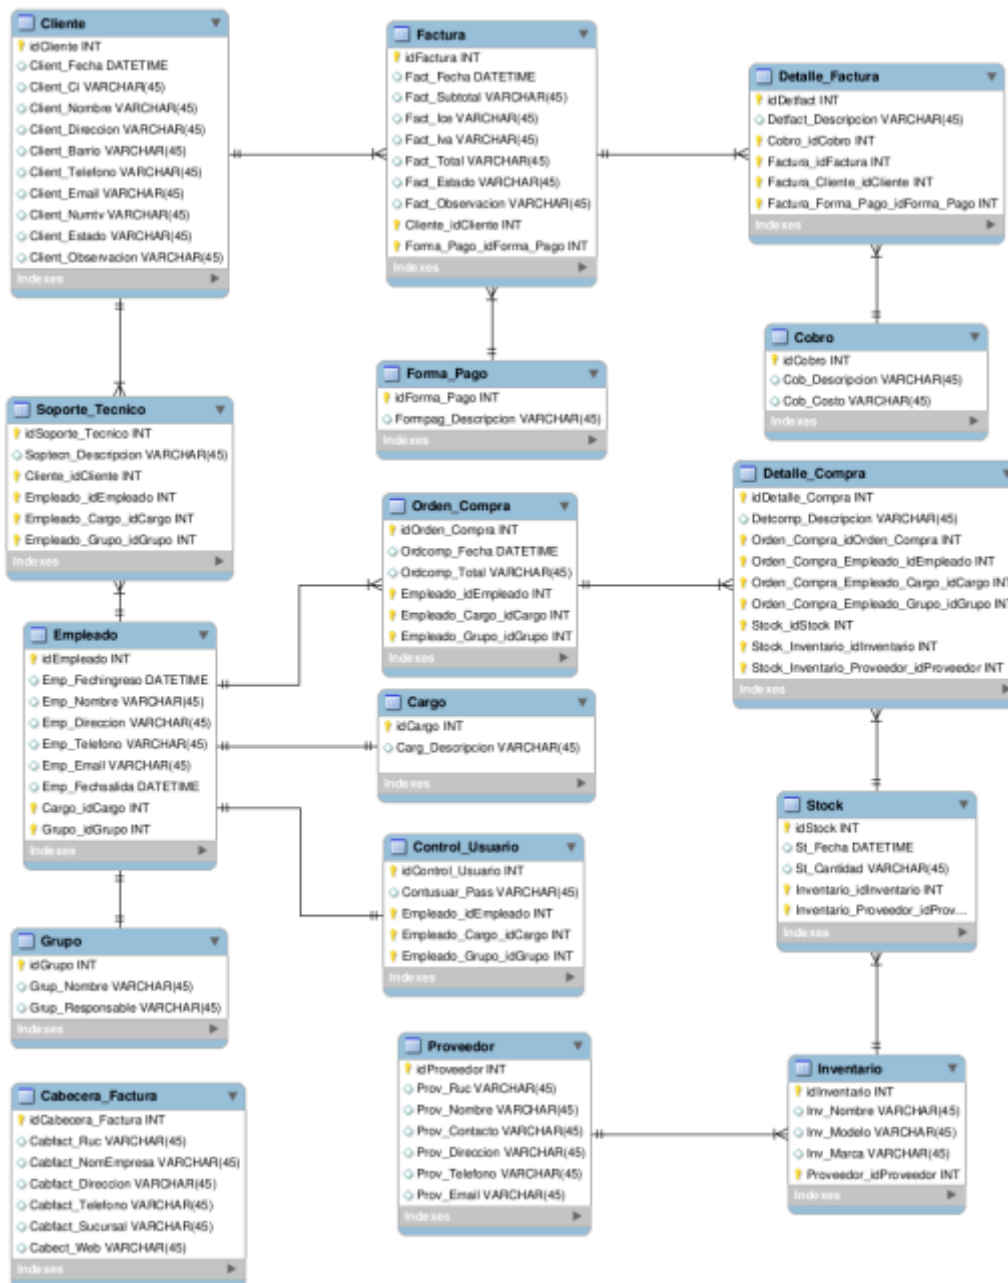 Cliente
idCliente INT
Client_Fecha DATETIME
Client_Ci VARCHAR(45)
Client_Nombre VARCHAR(45)
Client_Direccion VARCHAR(45)
Client_Barrio VARCHAR(45)
Client_Telefono VARCHAR(45)
Client_Email VARCHAR(45)
Client_Numtv VARCHAR(45)
Client_Estado VARCHAR(45)
Client_Observacion VARCHAR(45)
Indexes
Factura
idFactura INT
Fact_Fecha DATETIME
Fact_Subtotal VARCHAR(45)
Fact_Ice VARCHAR(45)
Fact_Iva VARCHAR(45)
Fact_Total VARCHAR(45)
Fact_Estado VARCHAR(45)
Fact_Observacion VARCHAR(45)
Cliente_idCliente INT
Forma_Pago_idForma_Pago INT
Indexes
Detalle_Factura
idDetfact INT
Detfact_Descripcion VARCHAR(45)
Cobro_idCobro INT
Factura_idFactura INT
Factura_Cliente_idCliente INT
Factura_Forma_Pago_idForma_Pago INT
Indexes
Forma_Pago
idForma_Pago INT
Formpag_Descripcion VARCHAR(45)
Indexes
Cobro
idCobro INT
Cob_Descripcion VARCHAR(45)
Cob_Costo VARCHAR(45)
Indexes
Soporte_Tecnico
idSoporte_Tecnico INT
Soptecn_Descripcion VARCHAR(45)
Cliente_idCliente INT
Empleado_idEmpleado INT
Empleado_Cargo_idCargo INT
Empleado_Grupo_idGrupo INT
Indexes
Orden_Compra
idOrden_Compra INT
Ordcomp_Fecha DATETIME
Ordcomp_Total VARCHAR(45)
Empleado_idEmpleado INT
Empleado_Cargo_idCargo INT
Empleado_Grupo_idGrupo INT
Indexes
Detalle_Compra
idDetalle_Compra INT
Detcomp_Descripcion VARCHAR(45)
Orden_Compra_idOrden_Compra INT
Orden_Compra_Empleado_idEmpleado INT
Orden_Compra_Empleado_Cargo_idCargo INT
Orden_Compra_Empleado_Grupo_idGrupo INT
Stock_idStock INT
Stock_Inventario_idInventario INT
Stock_Inventario_Proveedor_idProveedor INT
Indexes
Empleado
idEmpleado INT
Emp_Fechingreso DATETIME
Emp_Nombre VARCHAR(45)
Emp_Direccion VARCHAR(45)
Emp_Telefono VARCHAR(45)
Emp_Email VARCHAR(45)
Emp_Fechsalida DATETIME
Cargo_idCargo INT
Grupo_idGrupo INT
Indexes
Cargo
idCargo INT
Carg_Descripcion VARCHAR(45)
Indexes
Control_Usuario
idControl_Usuario INT
Contusuar_Pass VARCHAR(45)
Empleado_idEmpleado INT
Empleado_Cargo_idCargo INT
Empleado_Grupo_idGrupo INT
Indexes
Stock
idStock INT
St_Fecha DATETIME
St_Cantidad VARCHAR(45)
Inventario_idInventario INT
Inventario_Proveedor_idProv...
Indexes
Grupo
idGrupo INT
Grup_Nombre VARCHAR(45)
Grup_Responsable VARCHAR(45)
Indexes
Proveedor
idProveedor INT
Prov_Ruc VARCHAR(45)
Prov_Nombre VARCHAR(45)
Prov_Contacto VARCHAR(45)
Prov_Direccion VARCHAR(45)
Prov_Telefono VARCHAR(45)
Prov_Email VARCHAR(45)
Indexes
Inventario
idInventario INT
Inv_Nombre VARCHAR(45)
Inv_Modelo VARCHAR(45)
Inv_Marca VARCHAR(45)
Proveedor_idProveedor INT
Indexes
Cabecera_Factura
idCabecera_Factura INT
Cabfact_Ruc VARCHAR(45)
Cabfact_NomEmpresa VARCHAR(45)
Cabfact_Direccion VARCHAR(45)
Cabfact_Telefono VARCHAR(45)
Cabfact_Sucursal VARCHAR(45)
Cabect_Web VARCHAR(45)
Indexes